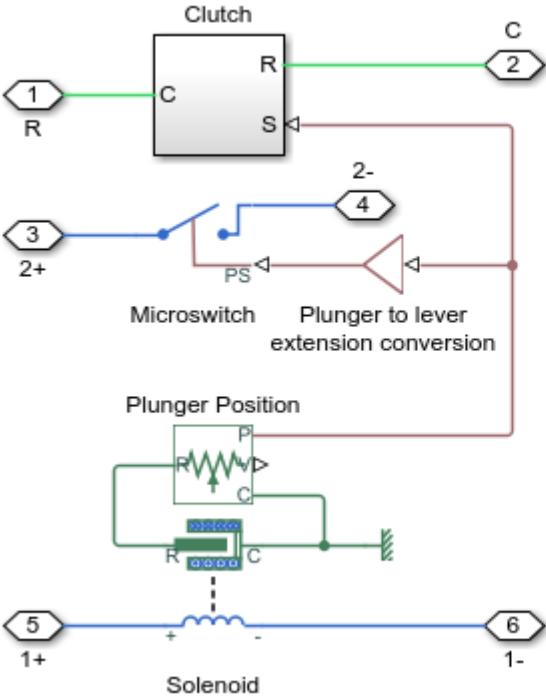 Clutch
C
R
2
1
C
R
S
2-
4
3
2+
PS
Microswitch
Plunger to lever
extension conversion
Plunger Position
P
R
V
C
R
C
5
+
-
6
1+
1-
Solenoid